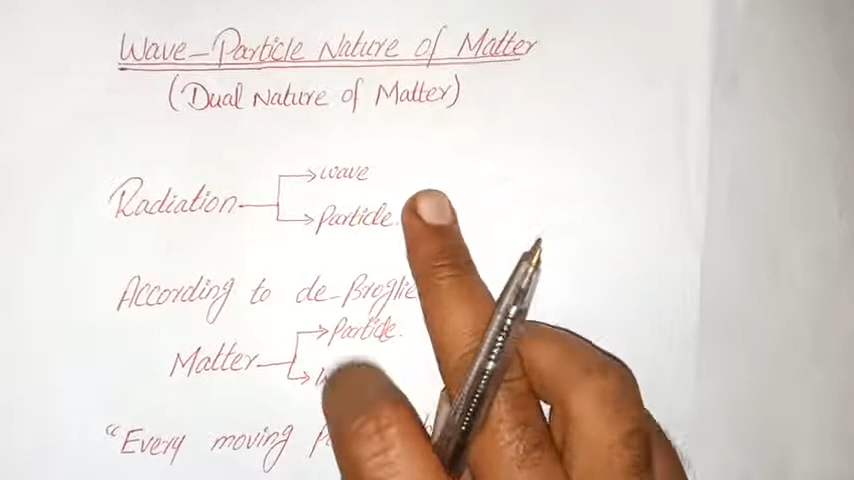 Wave-Particle Nature of Matter
(Dual Nature of Matter)
Wave
Radiation
Particle.
According to de-Broglie
Particle.
Matter
"Every moving